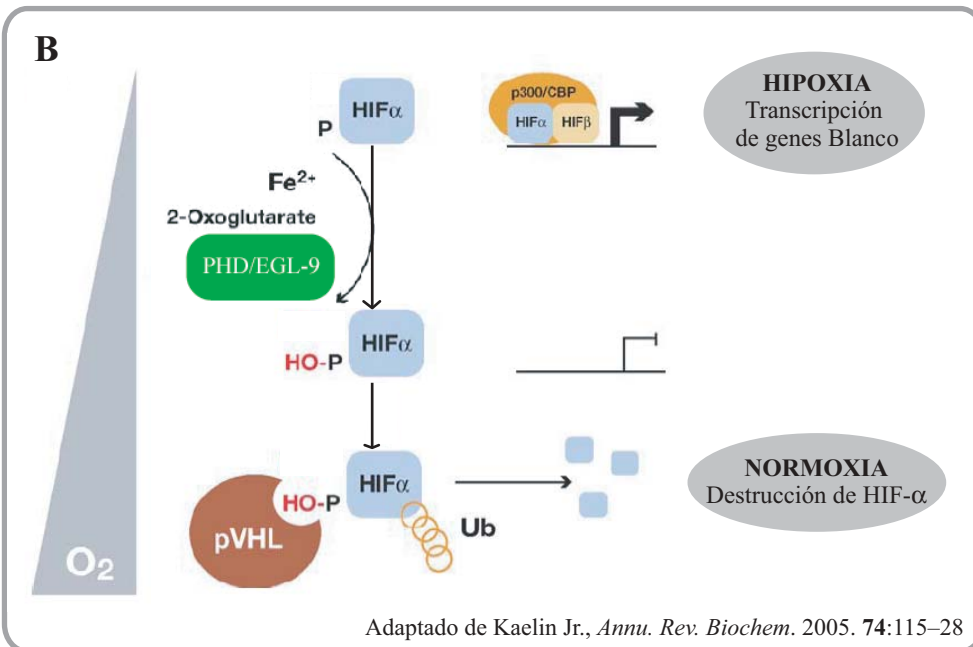 B
HIFα
P
p300/CBP
HIFα HIFβ
HIPOXIA
Transcripción
de genes Blanco
Fe²⁺
2-Oxoglutarate
PHD/EGL-9
HIFα
HO-P
HIFα
HO-P
pVHL
Ub
NORMOXIA
Destrucción de HIF-α
O₂
Adaptado de Kaelin Jr., Annu. Rev. Biochem. 2005. 74:115–28